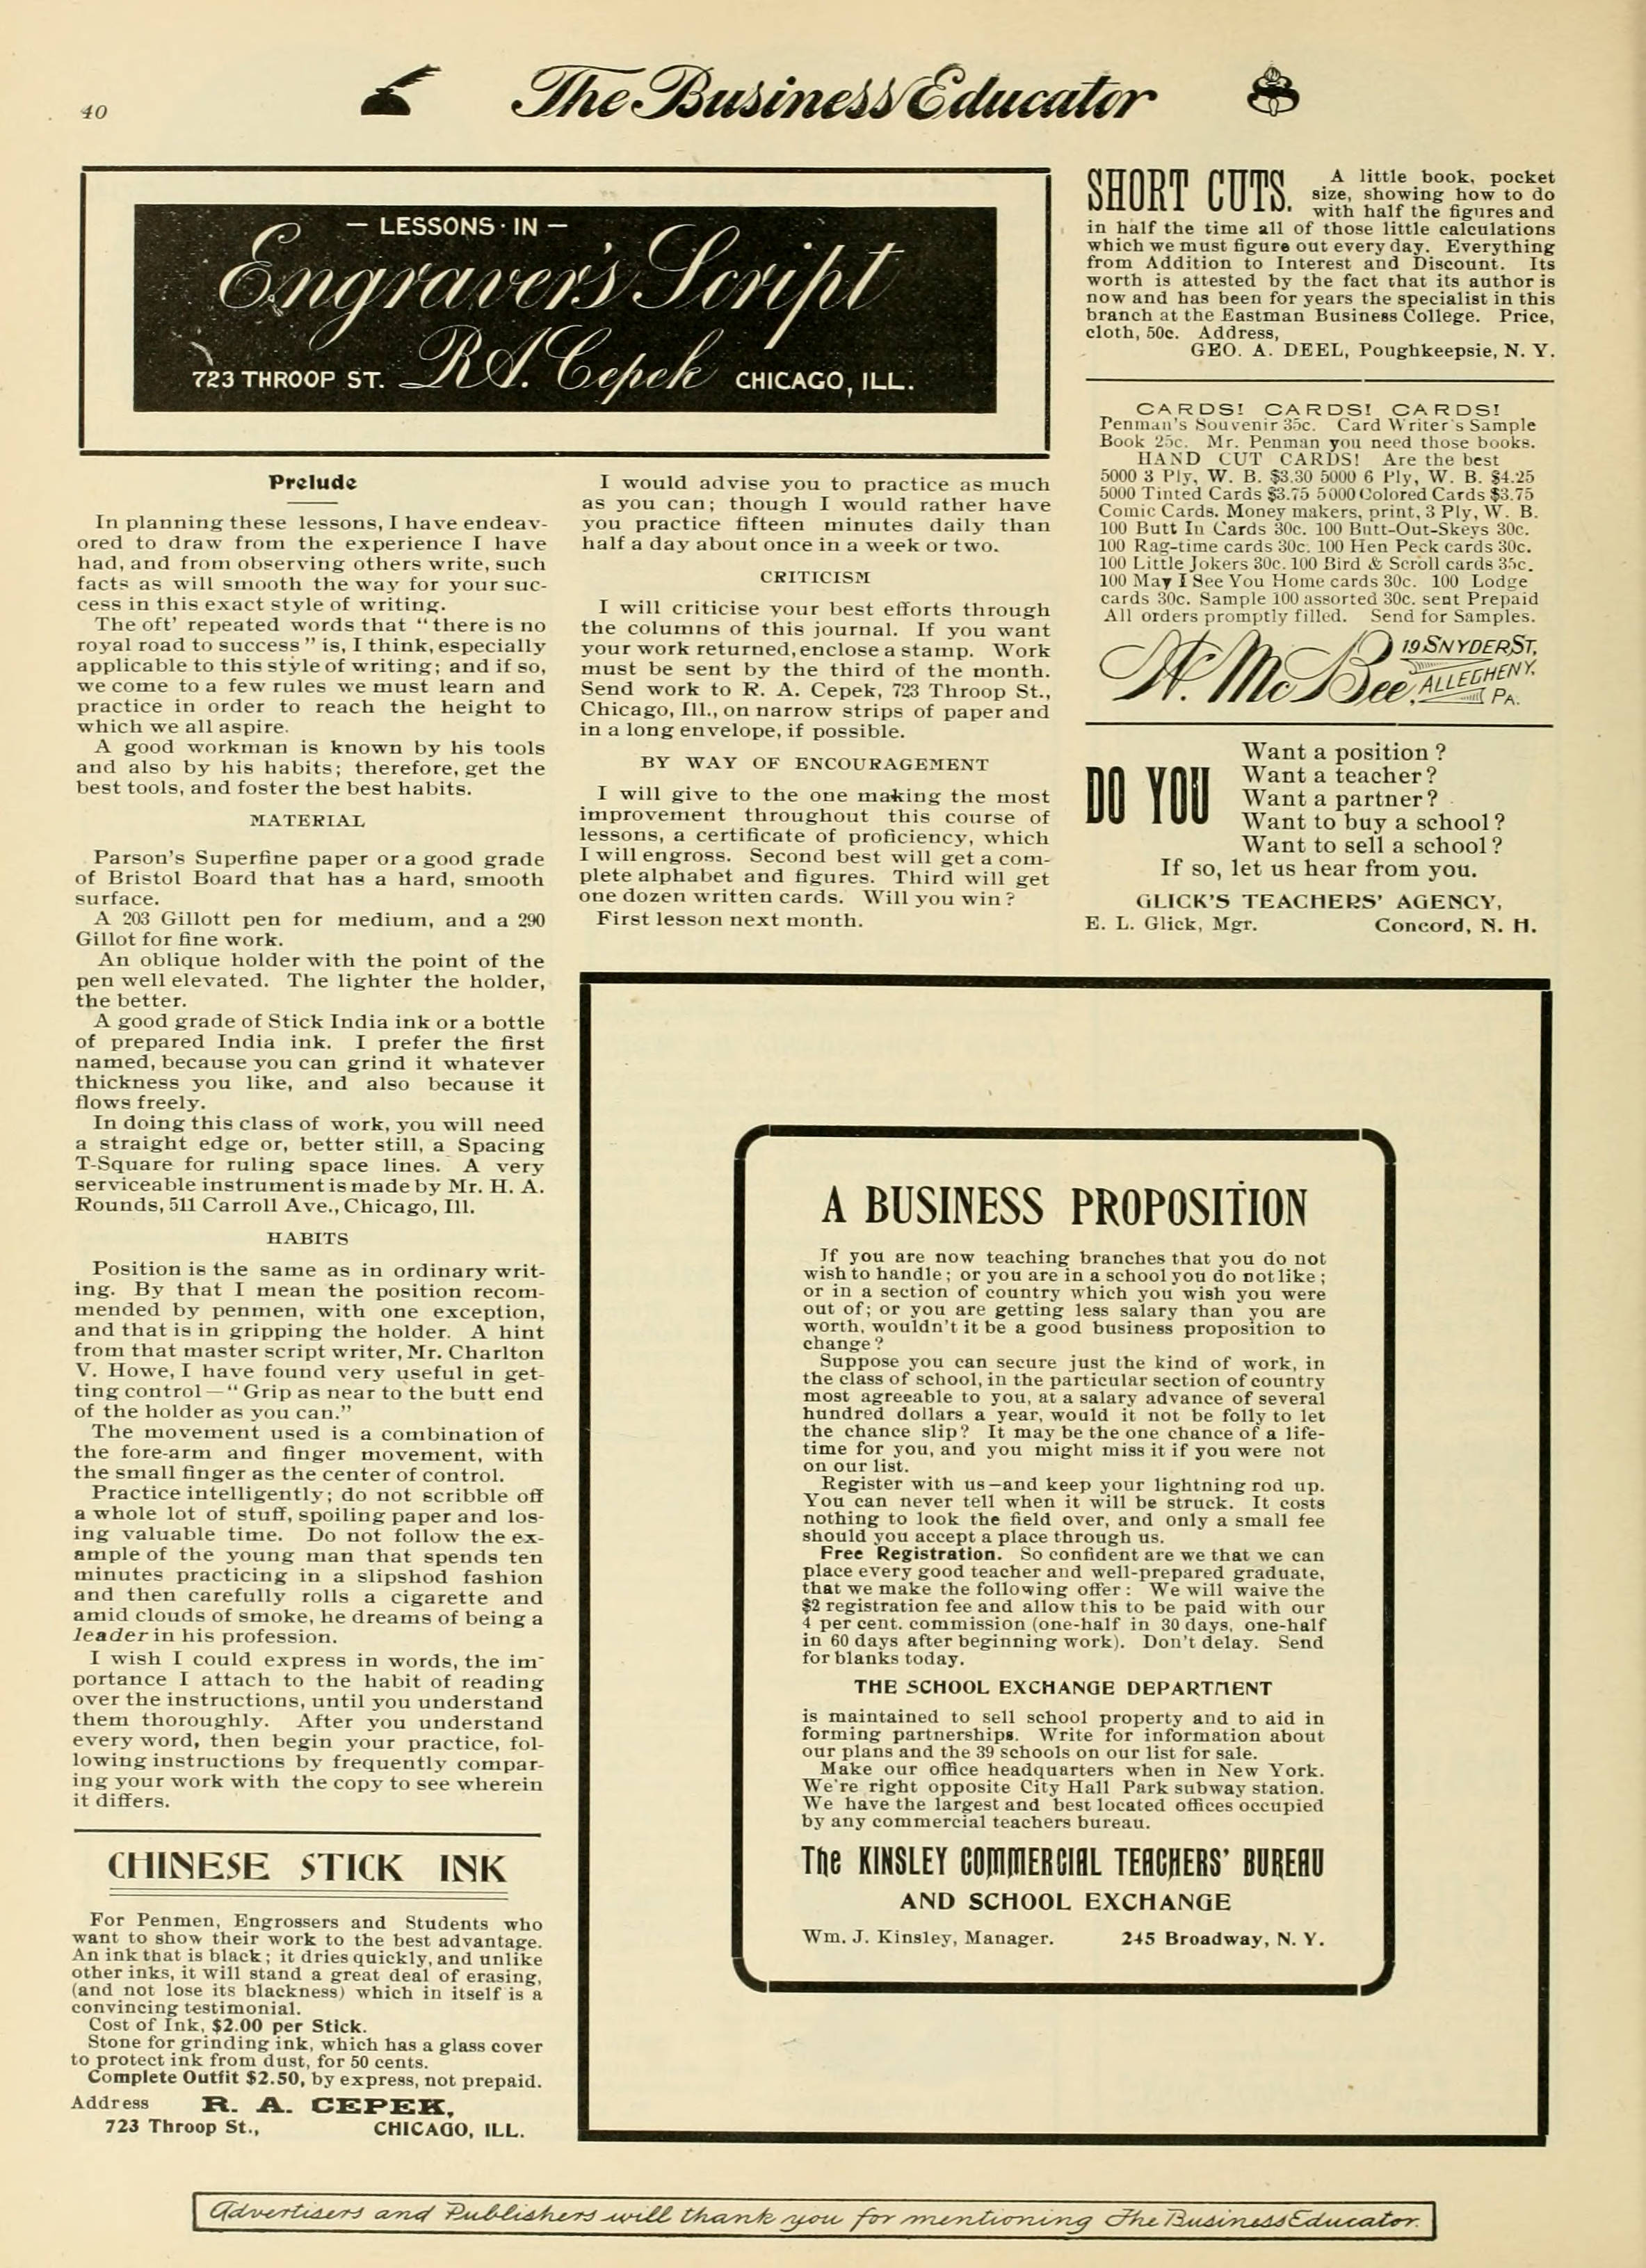 40
The Business Educator
— LESSONS · IN —
Engraver's Script
723 THROOP ST. R.A. Cepek CHICAGO, ILL.
Prelude
In planning these lessons, I have endeav-
ored to draw from the experience I have
had, and from observing others write, such
facts as will smooth the way for your suc-
cess in this exact style of writing.
The oft' repeated words that "there is no
royal road to success" is, I think, especially
applicable to this style of writing; and if so,
we come to a few rules we must learn and
practice in order to reach the height to
which we all aspire.
A good workman is known by his tools
and also by his habits; therefore, get the
best tools, and foster the best habits.
MATERIAL
Parson's Superfine paper or a good grade
of Bristol Board that has a hard, smooth
surface.
A 203 Gillott pen for medium, and a 290
Gillot for fine work.
An oblique holder with the point of the
pen well elevated. The lighter the holder,
the better.
A good grade of Stick India ink or a bottle
of prepared India ink. I prefer the first
named, because you can grind it whatever
thickness you like, and also because it
flows freely.
In doing this class of work, you will need
a straight edge or, better still, a Spacing
T-Square for ruling space lines. A very
serviceable instrument is made by Mr. H. A.
Rounds, 511 Carroll Ave., Chicago, Ill.
HABITS
Position is the same as in ordinary writ-
ing. By that I mean the position recom-
mended by penmen, with one exception,
and that is in gripping the holder. A hint
from that master script writer, Mr. Charlton
V. Howe, I have found very useful in get-
ting control—"Grip as near to the butt end
of the holder as you can."
The movement used is a combination of
the fore-arm and finger movement, with
the small finger as the center of control.
Practice intelligently; do not scribble off
a whole lot of stuff, spoiling paper and los-
ing valuable time. Do not follow the ex-
ample of the young man that spends ten
minutes practicing in a slipshod fashion
and then carefully rolls a cigarette and
amid clouds of smoke, he dreams of being a
leader in his profession.
I wish I could express in words, the im-
portance I attach to the habit of reading
over the instructions, until you understand
them thoroughly. After you understand
every word, then begin your practice, fol-
lowing instructions by frequently compar-
ing your work with the copy to see wherein
it differs.
CHINESE STICK INK
For Penmen, Engrossers and Students who
want to show their work to the best advantage.
An ink that is black; it dries quickly, and unlike
other inks, it will stand a great deal of erasing,
(and not lose its blackness) which in itself is a
convincing testimonial.
Cost of Ink, $2.00 per Stick.
Stone for grinding ink, which has a glass cover
to protect ink from dust, for 50 cents.
Complete Outfit $2.50, by express, not prepaid.
Address R. A. CEPEK,
723 Throop St., CHICAGO, ILL.
I would advise you to practice as much
as you can; though I would rather have
you practice fifteen minutes daily than
half a day about once in a week or two.
CRITICISM
I will criticise your best efforts through
the columns of this journal. If you want
your work returned, enclose a stamp. Work
must be sent by the third of the month.
Send work to R. A. Cepek, 723 Throop St.,
Chicago, Ill., on narrow strips of paper and
in a long envelope, if possible.
BY WAY OF ENCOURAGEMENT
I will give to the one making the most
improvement throughout this course of
lessons, a certificate of proficiency, which
I will engross. Second best will get a com-
plete alphabet and figures. Third will get
one dozen written cards. Will you win?
First lesson next month.
SHORT CUTS. A little book, pocket
size, showing how to do
with half the figures and
in half the time all of those little calculations
which we must figure out every day. Everything
from Addition to Interest and Discount. Its
worth is attested by the fact that its author is
now and has been for years the specialist in this
branch at the Eastman Business College. Price,
cloth, 50c. Address,
GEO. A. DEEL, Poughkeepsie, N. Y.
CARDS! CARDS! CARDS!
Penman's Souvenir 35c. Card Writer's Sample
Book 25c. Mr. Penman you need those books.
HAND CUT CARDS! Are the best
5000 3 Ply, W. B. $3.30 5000 6 Ply, W. B. $4.25
5000 Tinted Cards $3.75 5000 Colored Cards $3.75
Comic Cards. Money makers, print, 3 Ply, W. B.
100 Butt In Cards 30c. 100 Butt-Out-Skeys 30c.
100 Rag-time cards 30c. 100 Hen Peck cards 30c.
100 Little Jokers 30c. 100 Bird & Scroll cards 35c.
100 May I See You Home cards 30c. 100 Lodge
cards 30c. Sample 100 assorted 30c. sent Prepaid
All orders promptly filled. Send for Samples.
W. McBee, 19 SNYDER ST,
ALLEGHENY,
PA.
DO YOU
Want a position?
Want a teacher?
Want a partner?
Want to buy a school?
Want to sell a school?
If so, let us hear from you.
GLICK'S TEACHERS' AGENCY,
E. L. Glick, Mgr. Concord, N. H.
A BUSINESS PROPOSITION
If you are now teaching branches that you do not
wish to handle; or you are in a school you do not like;
or in a section of country which you wish you were
out of; or you are getting less salary than you are
worth, wouldn't it be a good business proposition to
change?
Suppose you can secure just the kind of work, in
the class of school, in the particular section of country
most agreeable to you, at a salary advance of several
hundred dollars a year, would it not be folly to let
the chance slip? It may be the one chance of a life-
time for you, and you might miss it if you were not
on our list.
Register with us—and keep your lightning rod up.
You can never tell when it will be struck. It costs
nothing to look the field over, and only a small fee
should you accept a place through us.
Free Registration. So confident are we that we can
place every good teacher and well-prepared graduate,
that we make the following offer: We will waive the
$2 registration fee and allow this to be paid with our
4 per cent. commission (one-half in 30 days, one-half
in 60 days after beginning work). Don't delay. Send
for blanks today.
THE SCHOOL EXCHANGE DEPARTMENT
is maintained to sell school property and to aid in
forming partnerships. Write for information about
our plans and the 39 schools on our list for sale.
Make our office headquarters when in New York.
We're right opposite City Hall Park subway station.
We have the largest and best located offices occupied
by any commercial teachers bureau.
The KINSLEY COMMERCIAL TEACHERS' BUREAU
AND SCHOOL EXCHANGE
Wm. J. Kinsley, Manager. 245 Broadway, N. Y.
Advertisers and Publishers will thank you for mentioning The Business Educator.